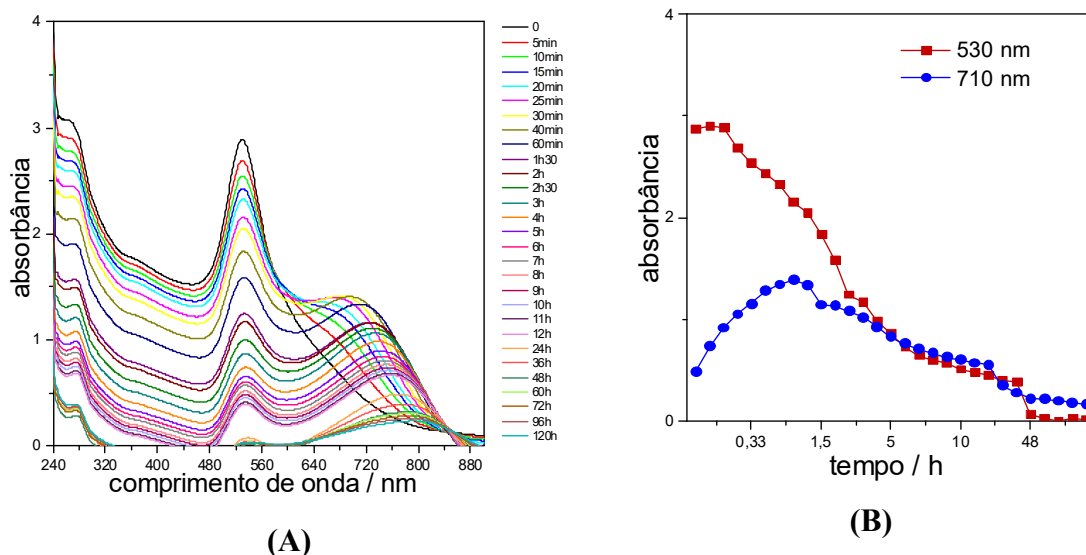 4
3
2
1
0
absorbância
240 320 400 480 560 640 720 800 880
comprimento de onda / nm
(A)
0
5min
10min
15min
20min
25min
30min
40min
60min
1h30
2h
2h30
3h
4h
5h
6h
7h
8h
9h
10h
11h
12h
24h
36h
48h
60h
72h
96h
120h
4
2
0
absorbância
530 nm
710 nm
0,33 1,5 5 10 48
tempo / h
(B)